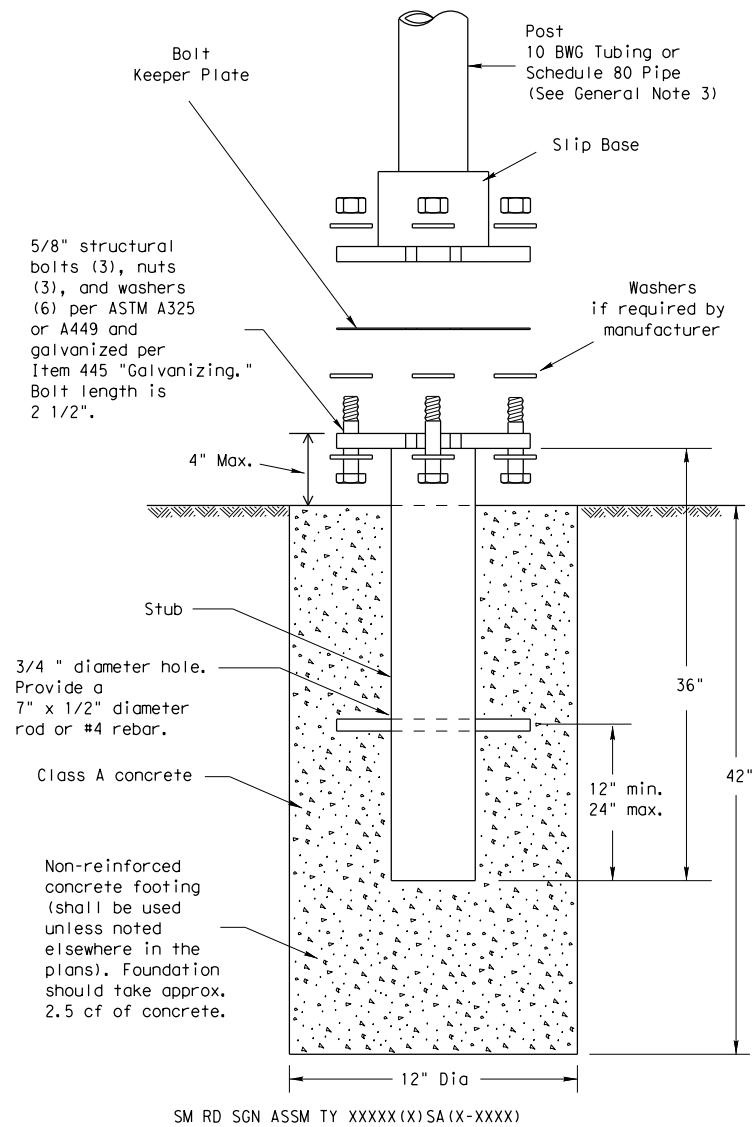 Bolt
Keeper Plate
Post
10 BWG Tubing or
Schedule 80 Pipe
(See General Note 3)
Slip Base
5/8" structural
bolts (3), nuts
(3), and washers
(6) per ASTM A325
or A449 and
galvanized per
Item 445 "Galvanizing."
Bolt length is
2 1/2".
Washers
if required by
manufacturer
4" Max.
Stub
3/4 " diameter hole.
Provide a
7" x 1/2" diameter
rod or #4 rebar.
36"
Class A concrete
12" min.
24" max.
42"
Non-reinforced
concrete footing
(shall be used
unless noted
elsewhere in the
plans). Foundation
should take approx.
2.5 cf of concrete.
12" Dia
SM RD SGN ASSM TY XXXXX(X)SA(X-XXXX)